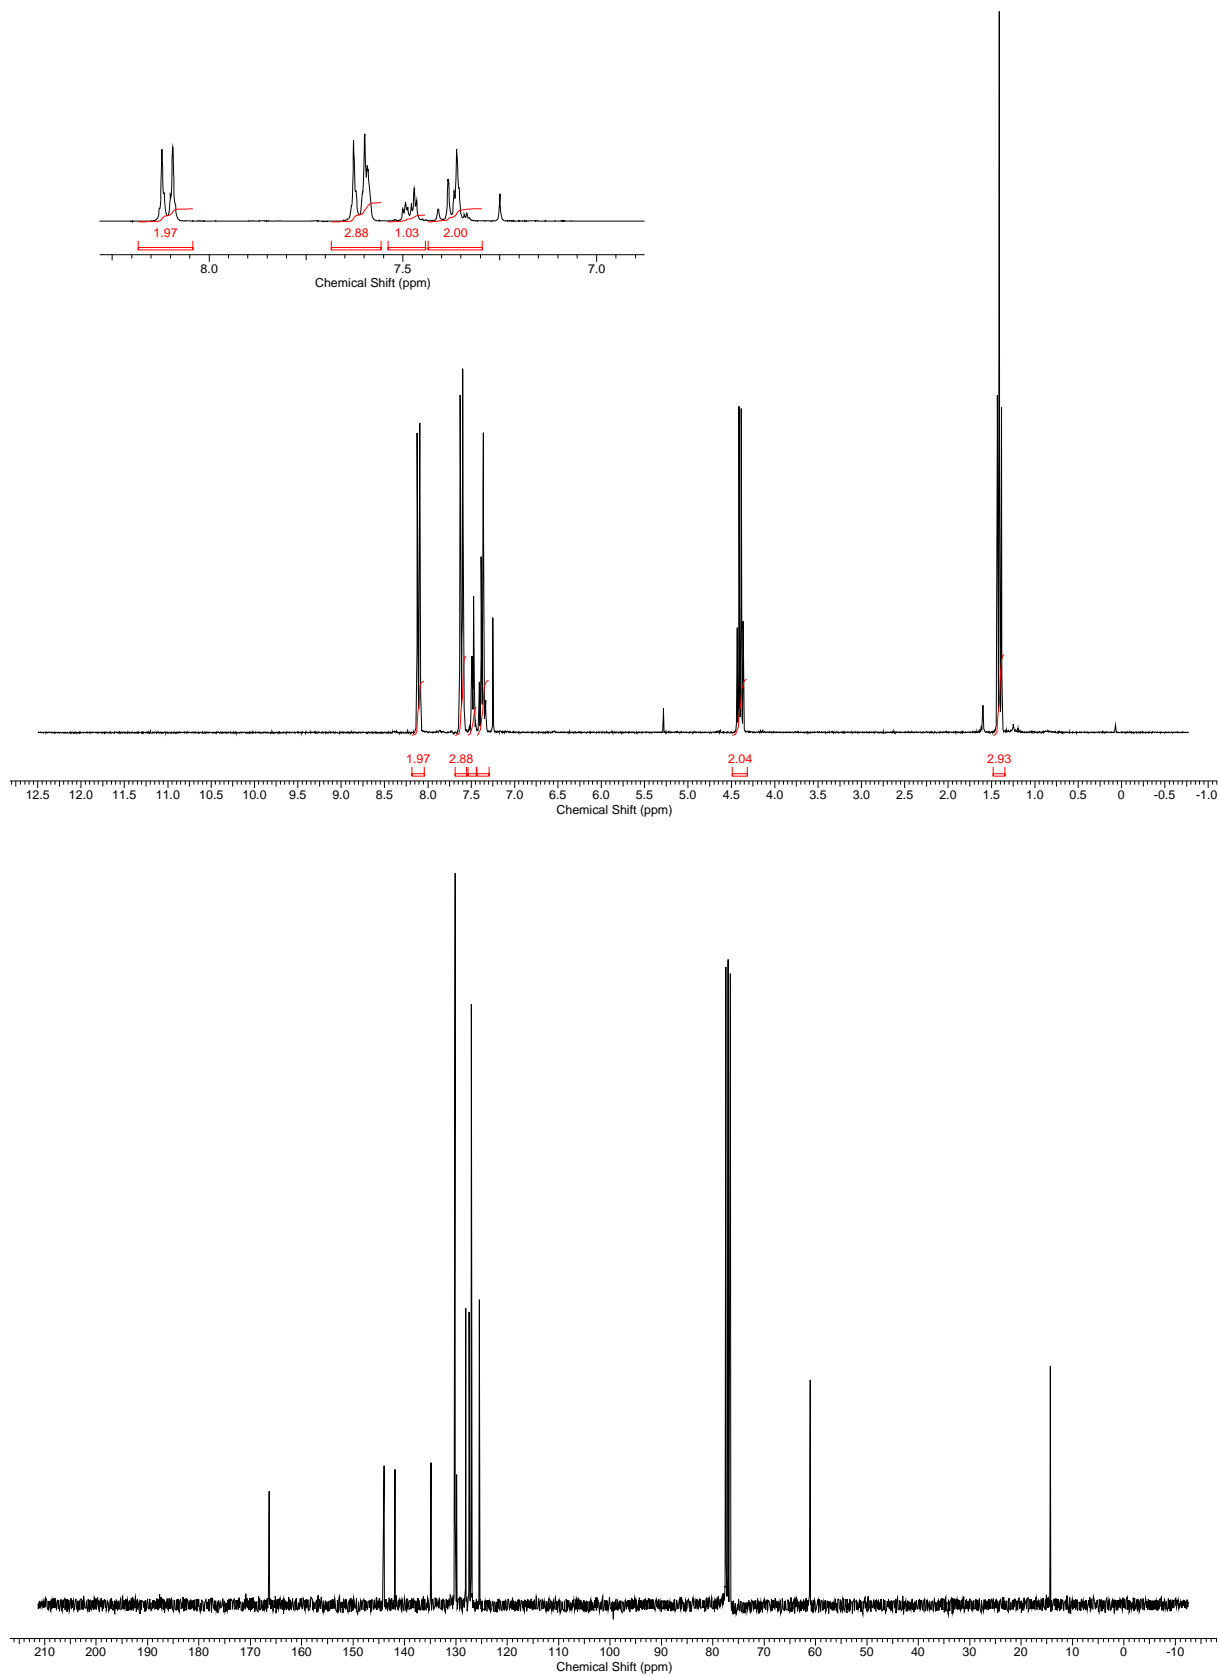 1.97 2.88 1.03 2.00
8.0 7.5 7.0
Chemical Shift (ppm)
1.97 2.88 2.04 2.93
12.5 12.0 11.5 11.0 10.5 10.0 9.5 9.0 8.5 8.0 7.5 7.0 6.5 6.0 5.5 5.0 4.5 4.0 3.5 3.0 2.5 2.0 1.5 1.0 0.5 0 -0.5 -1.0
Chemical Shift (ppm)
210 200 190 180 170 160 150 140 130 120 110 100 90 80 70 60 50 40 30 20 10 0 -10
Chemical Shift (ppm)